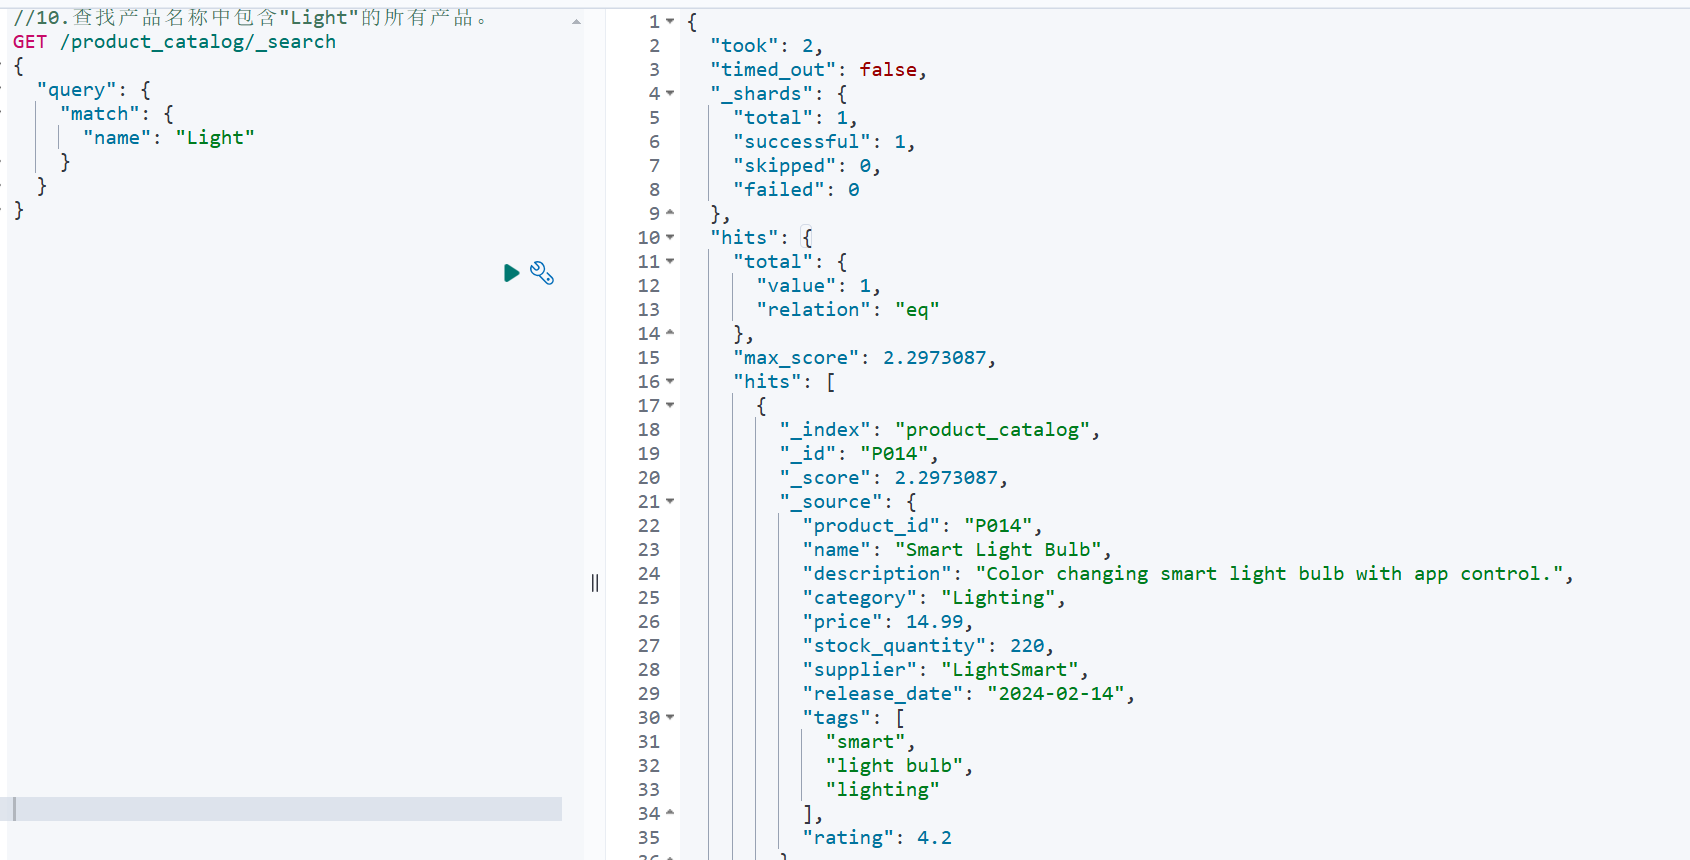 //10.查找产品名称中包含"Light"的所有产品。
GET /product_catalog/_search
{
  "query": {
    "match": {
      "name": "Light"
    }
  }
}
1 {
2   "took": 2,
3   "timed_out": false,
4   "_shards": {
5     "total": 1,
6     "successful": 1,
7     "skipped": 0,
8     "failed": 0
9   },
10   "hits": {
11     "total": {
12       "value": 1,
13       "relation": "eq"
14     },
15     "max_score": 2.2973087,
16     "hits": [
17       {
18         "_index": "product_catalog",
19         "_id": "P014",
20         "_score": 2.2973087,
21         "_source": {
22           "product_id": "P014",
23           "name": "Smart Light Bulb",
24           "description": "Color changing smart light bulb with app control.",
25           "category": "Lighting",
26           "price": 14.99,
27           "stock_quantity": 220,
28           "supplier": "LightSmart",
29           "release_date": "2024-02-14",
30           "tags": [
31             "smart",
32             "light bulb",
33             "lighting"
34           ],
35           "rating": 4.2